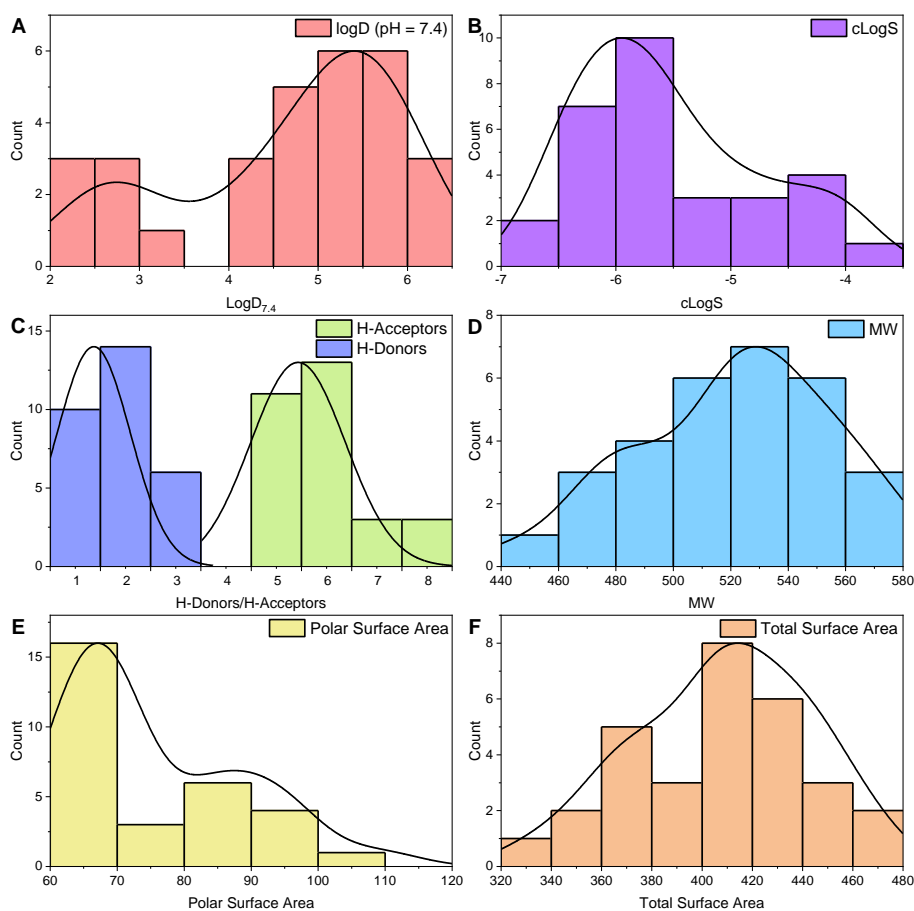 A
logD (pH = 7.4)
Count
0
2
4
6
2
3
4
5
6
LogD7.4
B
cLogS
Count
0
2
4
6
8
10
-7
-6
-5
-4
cLogS
C
H-Acceptors
H-Donors
Count
0
5
10
15
1
2
3
4
5
6
7
8
H-Donors/H-Acceptors
D
MW
Count
0
2
4
6
8
440
460
480
500
520
540
560
580
MW
E
Polar Surface Area
Count
0
5
10
15
60
70
80
90
100
110
120
Polar Surface Area
F
Total Surface Area
Count
0
2
4
6
8
320
340
360
380
400
420
440
460
480
Total Surface Area